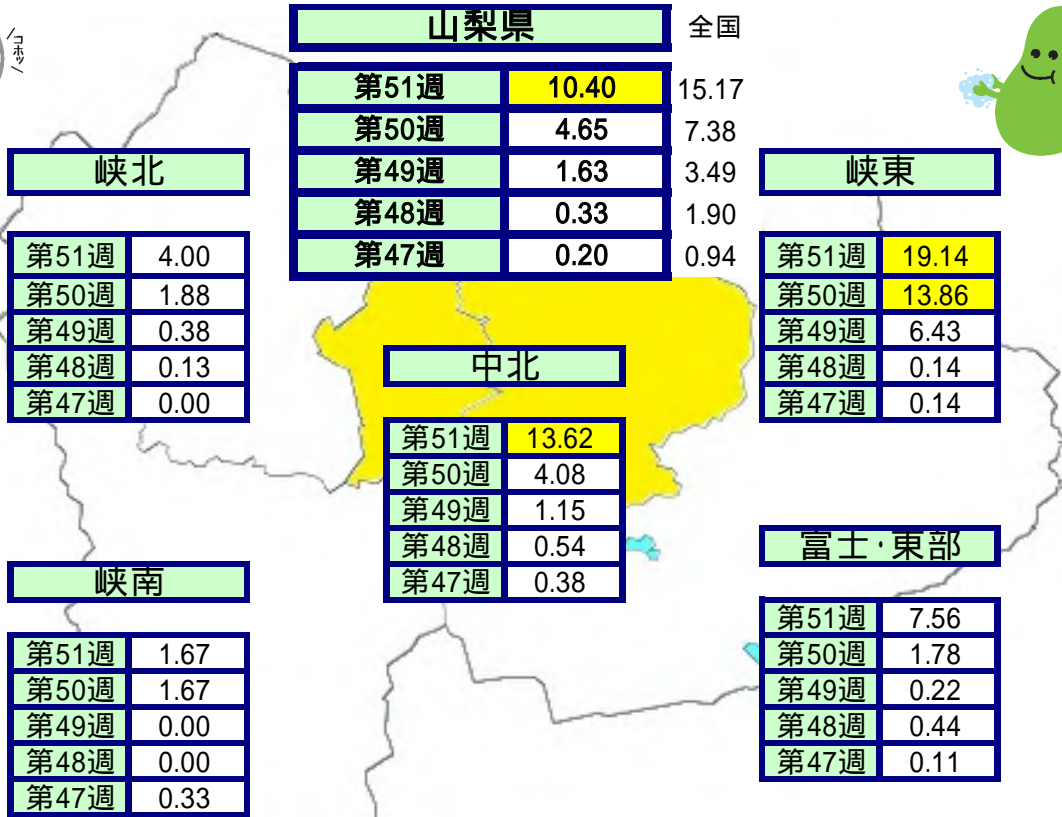 コホッ
山梨県 全国
第51週 10.40 15.17
第50週 4.65 7.38
第49週 1.63 3.49
第48週 0.33 1.90
第47週 0.20 0.94
峡北
第51週 4.00
第50週 1.88
第49週 0.38
第48週 0.13
第47週 0.00
峡東
第51週 19.14
第50週 13.86
第49週 6.43
第48週 0.14
第47週 0.14
中北
第51週 13.62
第50週 4.08
第49週 1.15
第48週 0.54
第47週 0.38
峡南
第51週 1.67
第50週 1.67
第49週 0.00
第48週 0.00
第47週 0.33
富士・東部
第51週 7.56
第50週 1.78
第49週 0.22
第48週 0.44
第47週 0.11